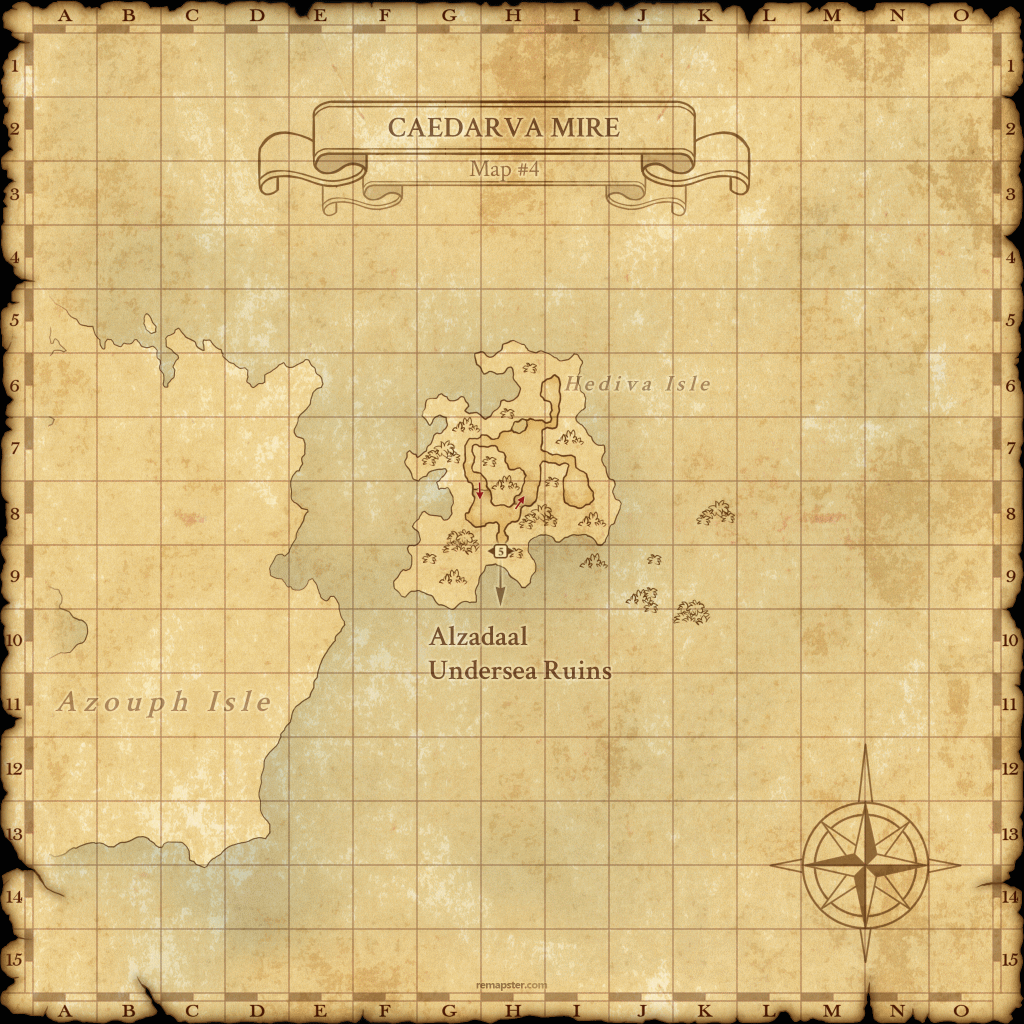 A B C D E F G H I J K L M N O
1 1
CAEDARVA MIRE
2 2
Map #4
3 3
4 4
5 5
Hediva Isle
6 6
7 7
8 8
5
9 9
Alzadaal
10 10
Undersea Ruins
Azouph Isle
11 11
12 12
13 13
14 14
15 15
remapster.com
A B C D E F G H I J K L M N O